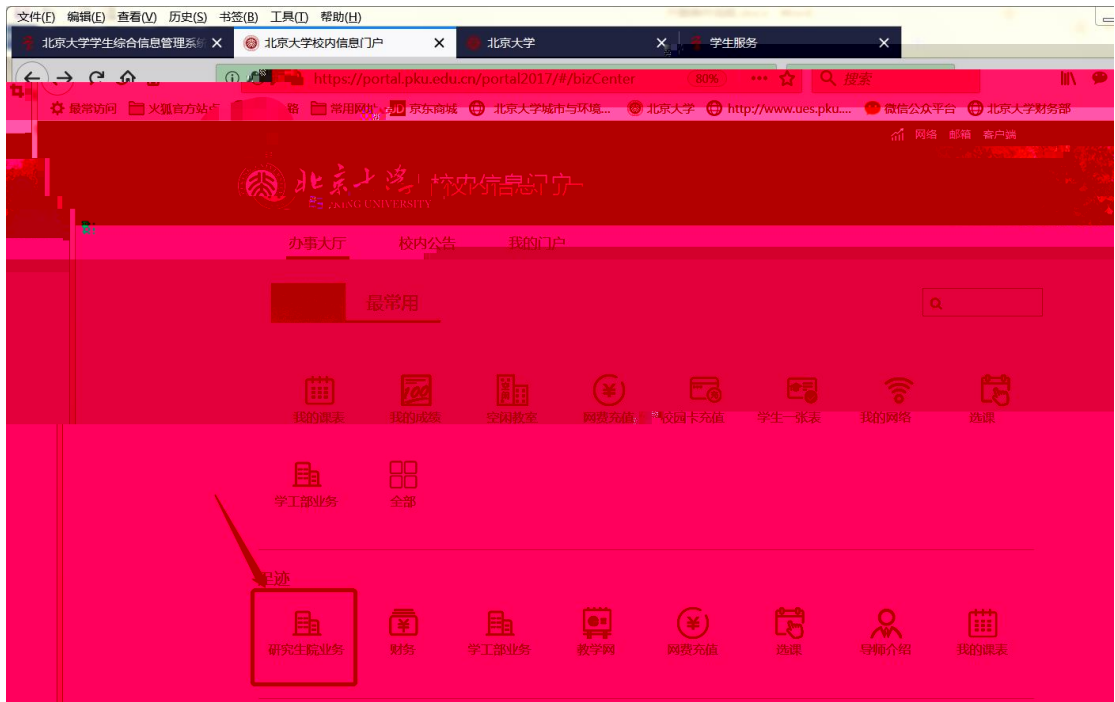 文件(F) 编辑(E) 查看(V) 历史(S) 书签(B) 工具(T) 帮助(H)
北京大学学生综合信息管理系统 北京大学校内信息门户 北京大学 学生服务
https://portal.pku.edu.cn/portal2017/#/bizCenter 80% 搜索
最常访问 火狐官方站点 常用网址 京东商城 北京大学城市与环境... 北京大学 http://www.ues.pku.... 微信公众平台 北京大学财务部
网络 邮箱 客户端
北京大学 校内信息门户
PEKING UNIVERSITY
办事大厅 校内公告 我的门户
最常用
我的课表 我的成绩 空闲教室 网费充值 校园卡充值 学生一张表 我的网络 选课
学工部业务 全部
足迹
研究生院业务 财务 学工部业务 教学网 网费充值 选课 导师介绍 我的课表